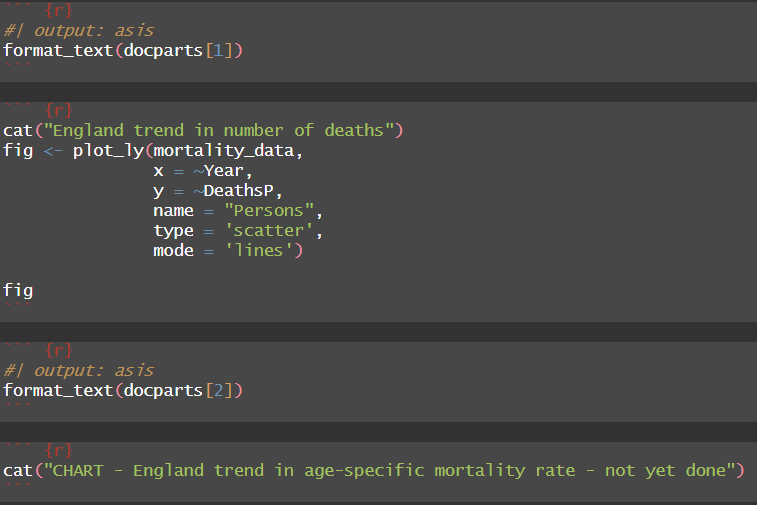 ``` {r}
#| output: asis
format_text(docparts[1])
```
``` {r}
cat("England trend in number of deaths")
fig <- plot_ly(mortality_data,
               x = ~Year,
               y = ~DeathsP,
               name = "Persons",
               type = 'scatter',
               mode = 'lines')

fig
```
``` {r}
#| output: asis
format_text(docparts[2])
```
``` {r}
cat("CHART - England trend in age-specific mortality rate - not yet done")
```